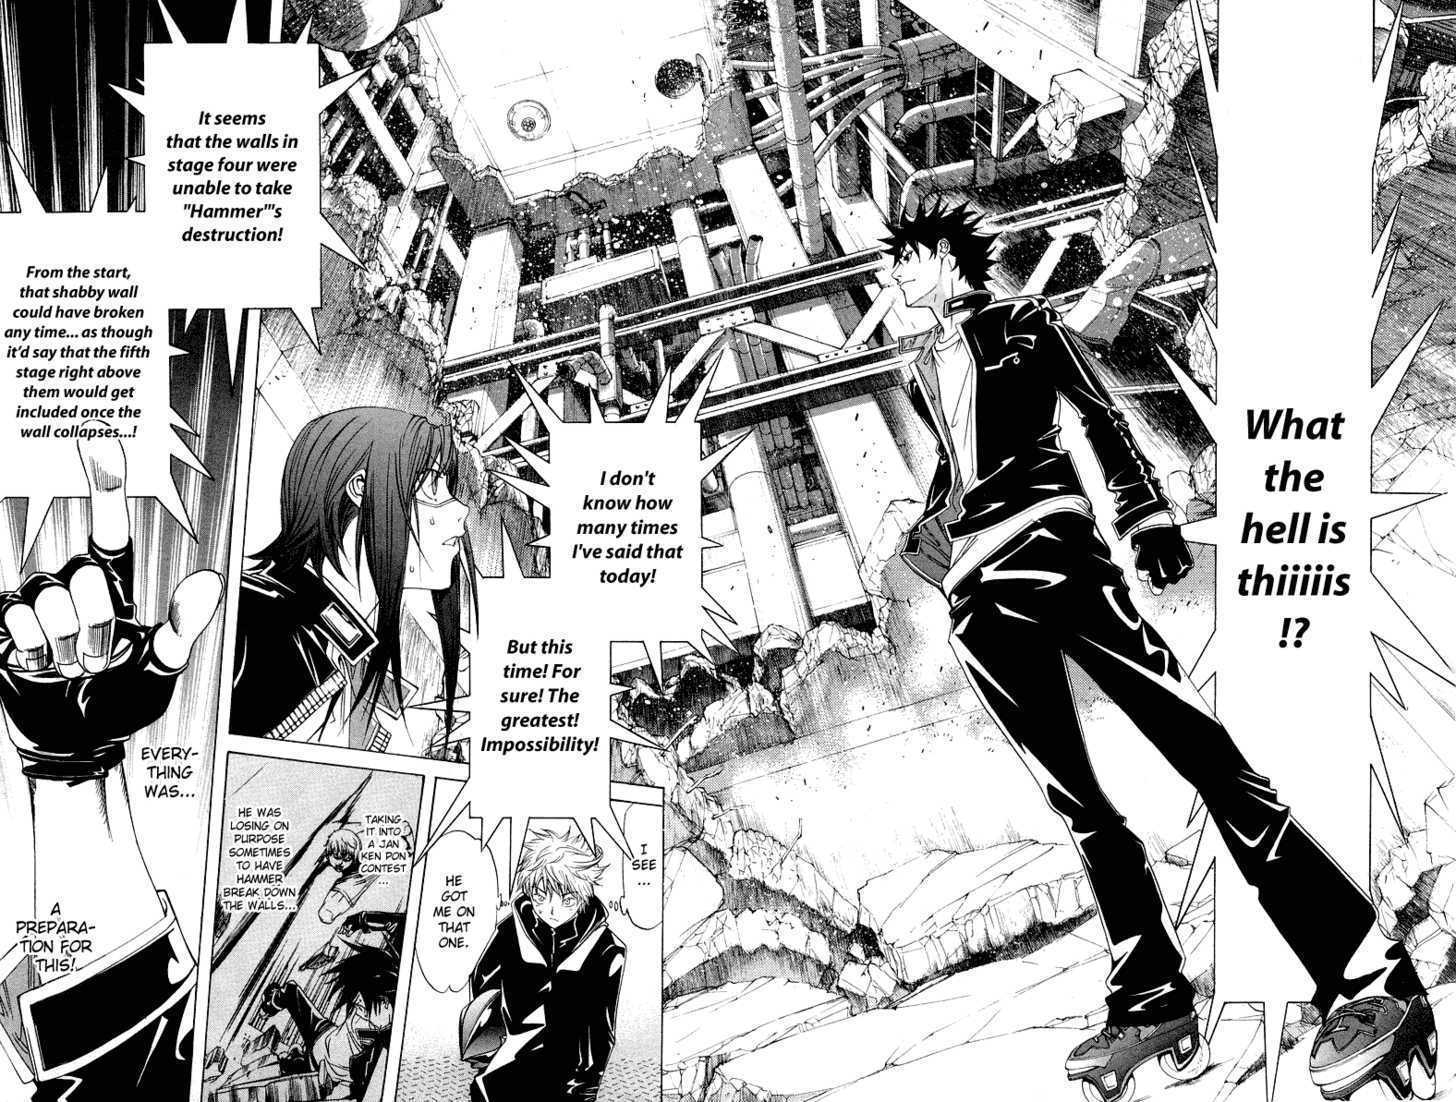 What
the
hell is
thiiiiis
!?
I don't
know how
many times
I've said that
today!
But this
time! For
sure! The
greatest!
Impossibility!
It seems
that the walls in
stage four were
unable to take
"Hammer"'s
destruction!
From the start,
that shabby wall
could have broken
any time... as though
it'd say that the fifth
stage right above
them would get
included once the
wall collapses...!
I
SEE
...
HE
GOT
ME ON
THAT
ONE.
TAKING
IT INTO
A JAN
KEN PON
CONTEST
...
HE WAS
LOSING ON
PURPOSE
SOMETIMES
TO HAVE
HAMMER
BREAK DOWN
THE WALLS...
EVERY-
THING
WAS...
A
PREPARA-
TION FOR
THIS!